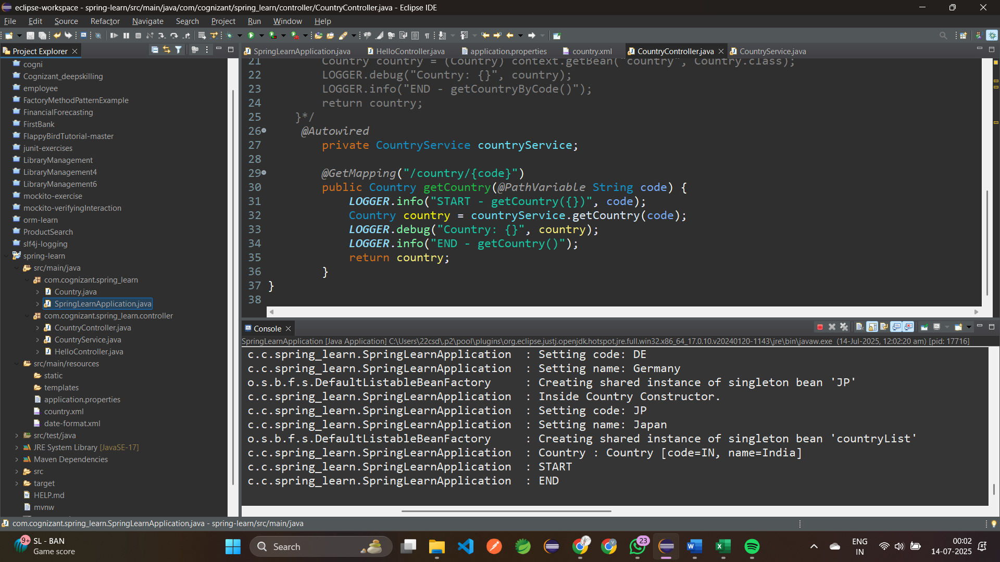 eclipse-workspace - spring-learn/src/main/java/com/cognizant/spring_learn/controller/CountryController.java - Eclipse IDE
File Edit Source Refactor Navigate Search Project Run Window Help
Project Explorer
cogni
Cognizant_deepskilling
employee
FactoryMethodPatternExample
FinancialForecasting
FirstBank
FlappyBirdTutorial-master
junit-exercises
LibraryManagement
LibraryManagement4
LibraryManagement6
mockito-exercise
mockito-verifyingInteraction
orm-learn
ProductSearch
slf4j-logging
spring-learn
src/main/java
com.cognizant.spring_learn
Country.java
SpringLearnApplication.java
com.cognizant.spring_learn.controller
CountryController.java
CountryService.java
HelloController.java
src/main/resources
static
templates
application.properties
country.xml
date-format.xml
src/test/java
JRE System Library [JavaSE-17]
Maven Dependencies
src
target
HELP.md
mvnw
SpringLearnApplication.java HelloController.java application.properties country.xml CountryController.java CountryService.java
21 Country country = (Country) context.getBean("country", Country.class);
22 LOGGER.debug("Country: {}", country);
23 LOGGER.info("END - getCountryByCode()");
24 return country;
25 }*/
26 @Autowired
27 private CountryService countryService;
28
29 @GetMapping("/country/{code}")
30 public Country getCountry(@PathVariable String code) {
31 LOGGER.info("START - getCountry({})", code);
32 Country country = countryService.getCountry(code);
33 LOGGER.debug("Country: {}", country);
34 LOGGER.info("END - getCountry()");
35 return country;
36 }
37 }
38
Console
SpringLearnApplication [Java Application] C:\Users\22csd\.p2\pool\plugins\org.eclipse.justj.openjdk.hotspot.jre.full.win32.x86_64_17.0.10.v20240120-1143\jre\bin\javaw.exe (14-Jul-2025, 12:02:20 am) [pid: 17716]
c.c.spring_learn.SpringLearnApplication : Setting code: DE
c.c.spring_learn.SpringLearnApplication : Setting name: Germany
o.s.b.f.s.DefaultListableBeanFactory : Creating shared instance of singleton bean 'JP'
c.c.spring_learn.SpringLearnApplication : Inside Country Constructor.
c.c.spring_learn.SpringLearnApplication : Setting code: JP
c.c.spring_learn.SpringLearnApplication : Setting name: Japan
o.s.b.f.s.DefaultListableBeanFactory : Creating shared instance of singleton bean 'countryList'
c.c.spring_learn.SpringLearnApplication : Country : Country [code=IN, name=India]
c.c.spring_learn.SpringLearnApplication : START
c.c.spring_learn.SpringLearnApplication : END
com.cognizant.spring_learn.SpringLearnApplication.java - spring-learn/src/main/java
9+
SL - BAN
Game score
Search
23
ENG
IN
00:02
14-07-2025